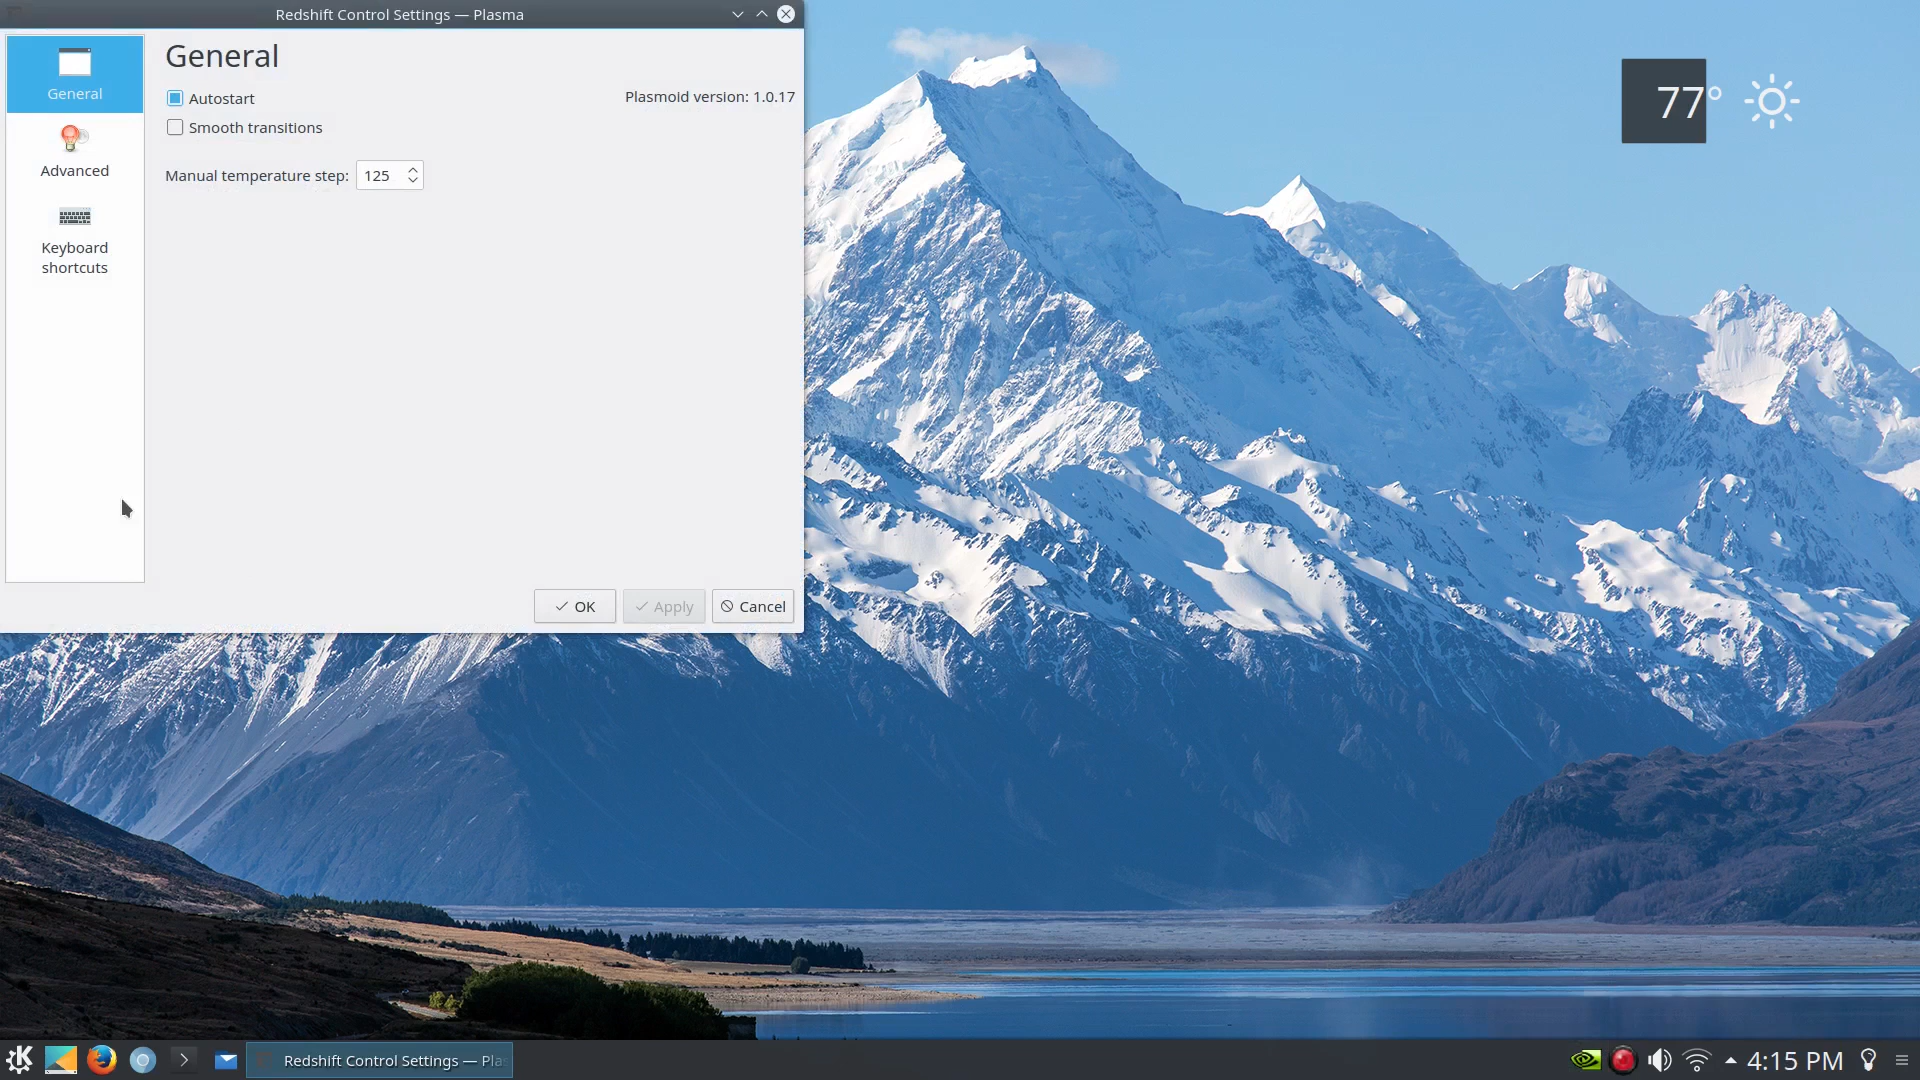 Redshift Control Settings — Plasma
General
General
Autostart
Plasmoid version: 1.0.17
Smooth transitions
Advanced
Manual temperature step: 125
Keyboard
shortcuts
OK
Apply
Cancel
77°
Redshift Control Settings — Pla
4:15 PM